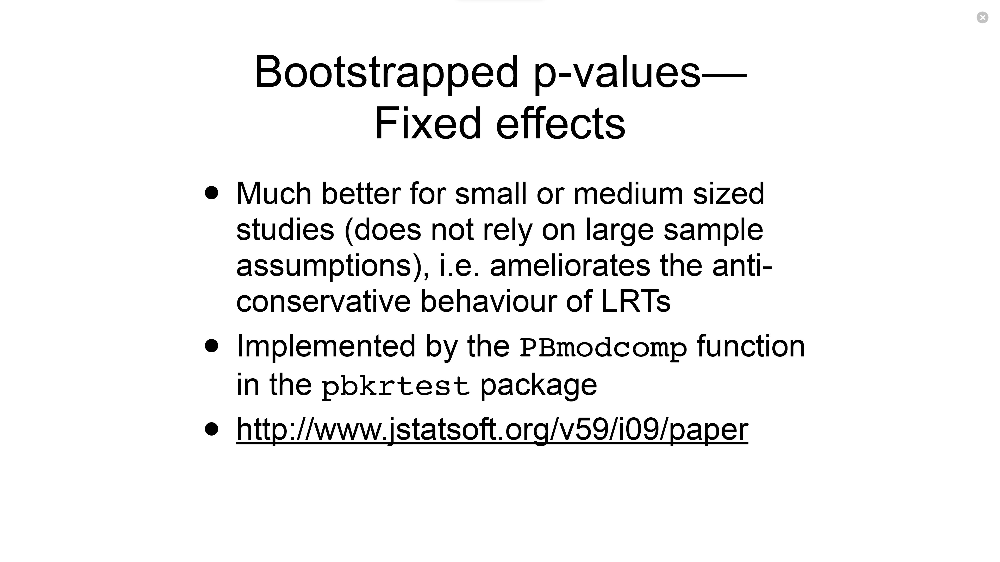 Bootstrapped p-values—
Fixed effects
● Much better for small or medium sized
studies (does not rely on large sample
assumptions), i.e. ameliorates the anti-
conservative behaviour of LRTs
● Implemented by the PBmodcomp function
in the pbkrtest package
● http://www.jstatsoft.org/v59/i09/paper